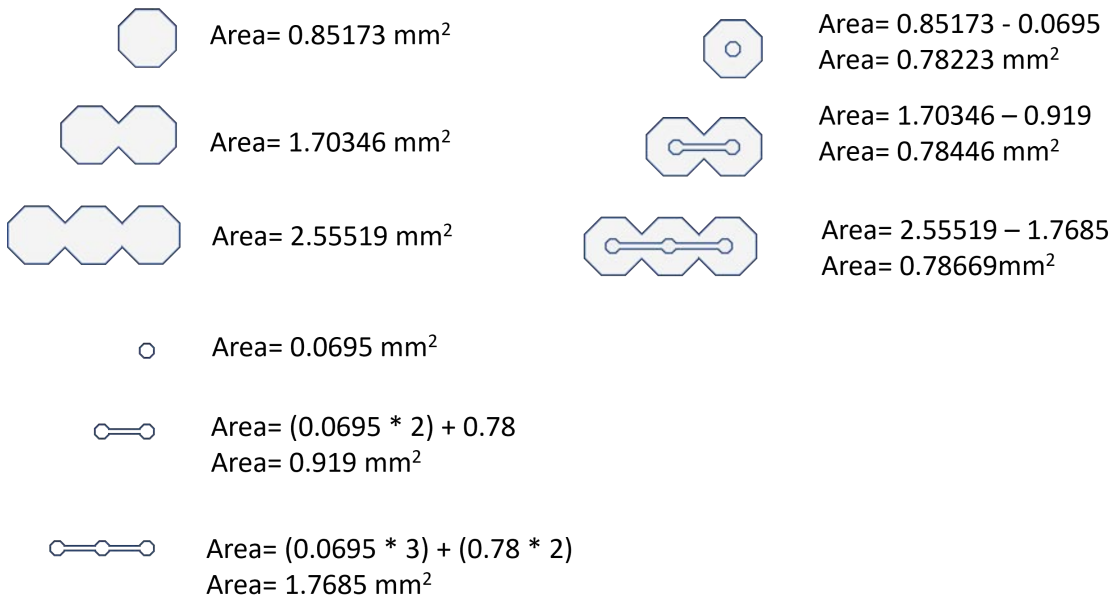 Area= 0.85173 mm²
Area= 1.70346 mm²
Area= 2.55519 mm²
Area= 0.0695 mm²
Area= (0.0695 * 2) + 0.78
Area= 0.919 mm²
Area= (0.0695 * 3) + (0.78 * 2)
Area= 1.7685 mm²
Area= 0.85173 - 0.0695
Area= 0.78223 mm²
Area= 1.70346 – 0.919
Area= 0.78446 mm²
Area= 2.55519 – 1.7685
Area= 0.78669mm²